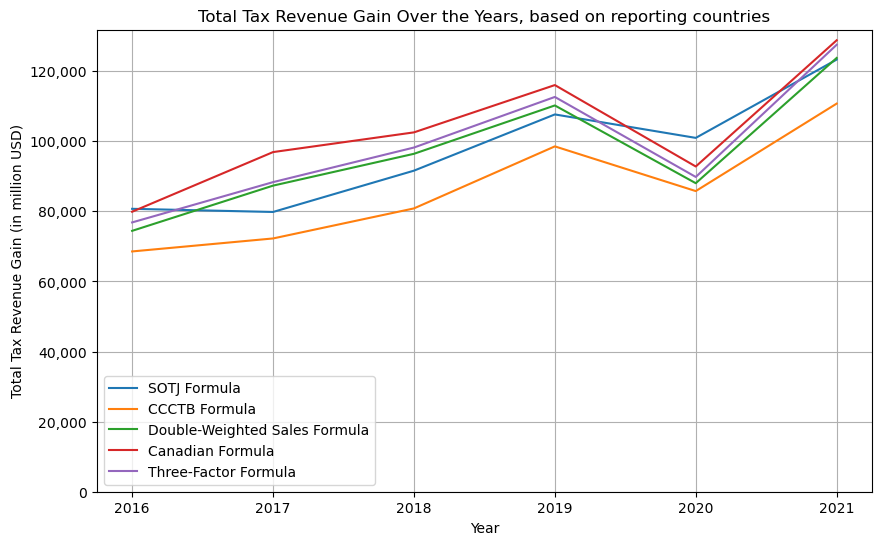 Total Tax Revenue Gain Over the Years, based on reporting countries
Total Tax Revenue Gain (in million USD)
120,000
100,000
80,000
60,000
40,000
20,000
0
SOTJ Formula
CCCTB Formula
Double-Weighted Sales Formula
Canadian Formula
Three-Factor Formula
2016 2017 2018 2019 2020 2021
Year